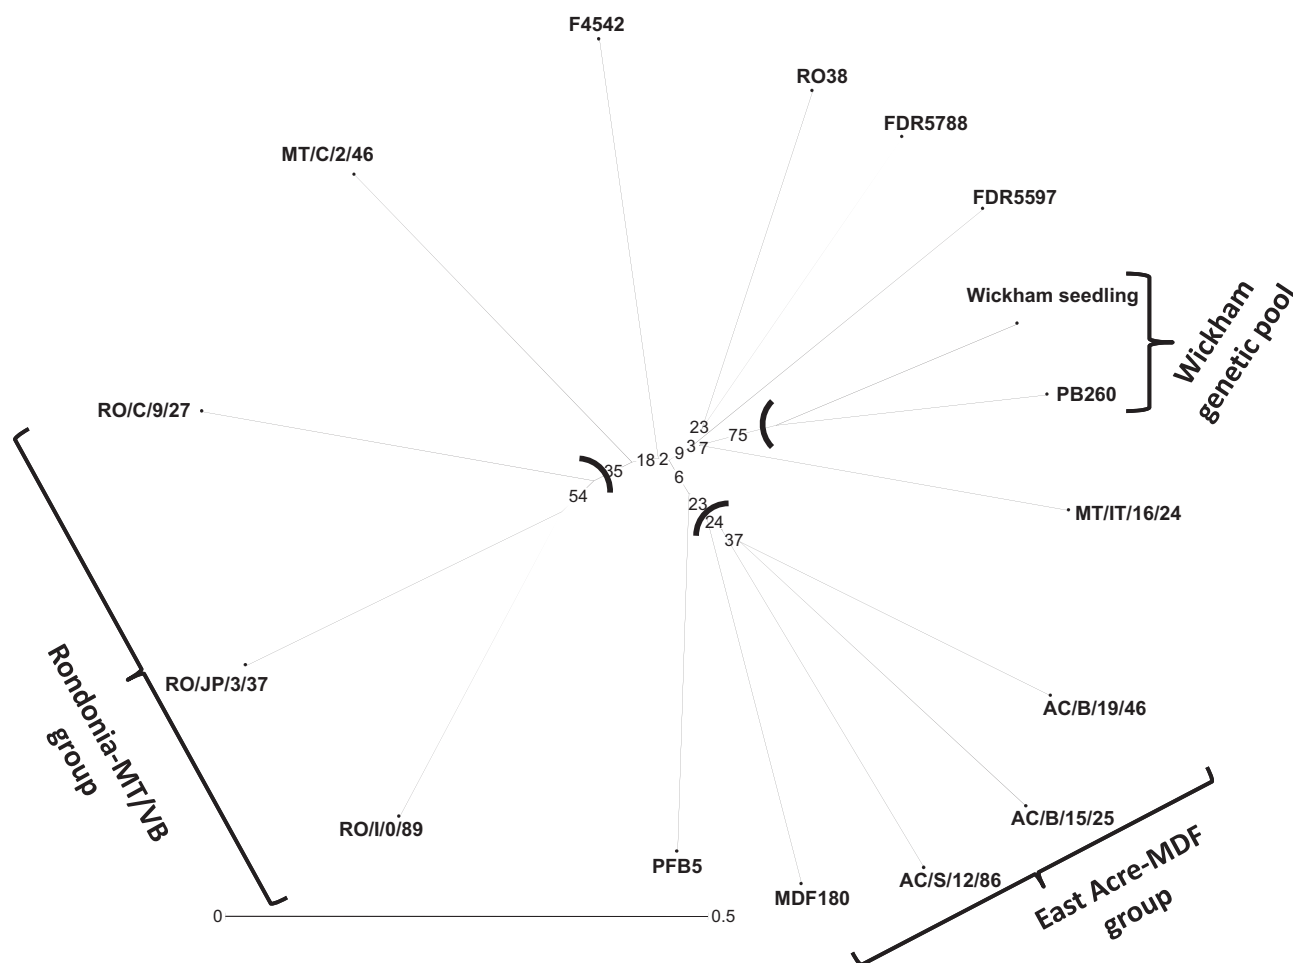 F4542
RO38
FDR5788
MT/C/2/46
FDR5597
Wickham seedling
Wickham
genetic pool
PB260
RO/C/9/27
23
75
9
3
7
18
2
35
6
54
23
24
37
MT/IT/16/24
RO/JP/3/37
Rondonia-MT/VB
group
AC/B/19/46
RO/I/0/89
AC/B/15/25
PFB5
AC/S/12/86
MDF180
East Acre-MDF
group
0
0.5